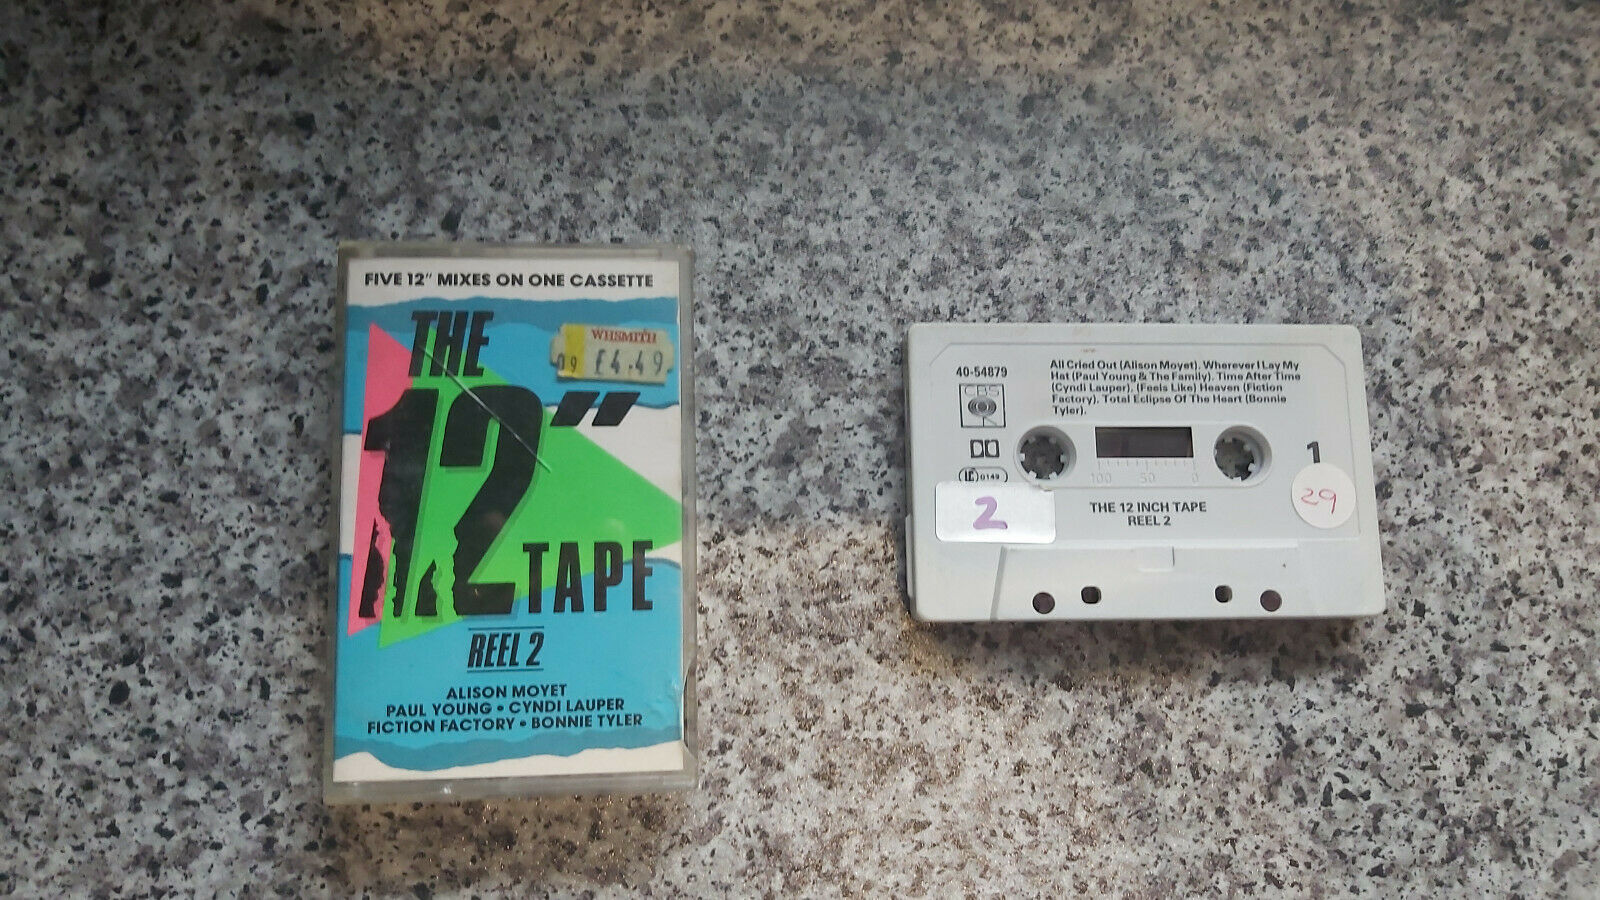 FIVE 12" MIXES ON ONE CASSETTE
THE
12"
TAPE
WHSMITH
09 £4.49
REEL 2
ALISON MOYET
PAUL YOUNG • CYNDI LAUPER
FICTION FACTORY • BONNIE TYLER
40-54879
CBS
All Cried Out (Alison Moyet). Wherever I Lay My
Hat (Paul Young & The Family). Time After Time
(Cyndi Lauper). (Feels Like) Heaven (Fiction
Factory). Total Eclipse Of The Heart (Bonnie
Tyler).
1
100 50 0
LC 0149
2
THE 12 INCH TAPE
REEL 2
29